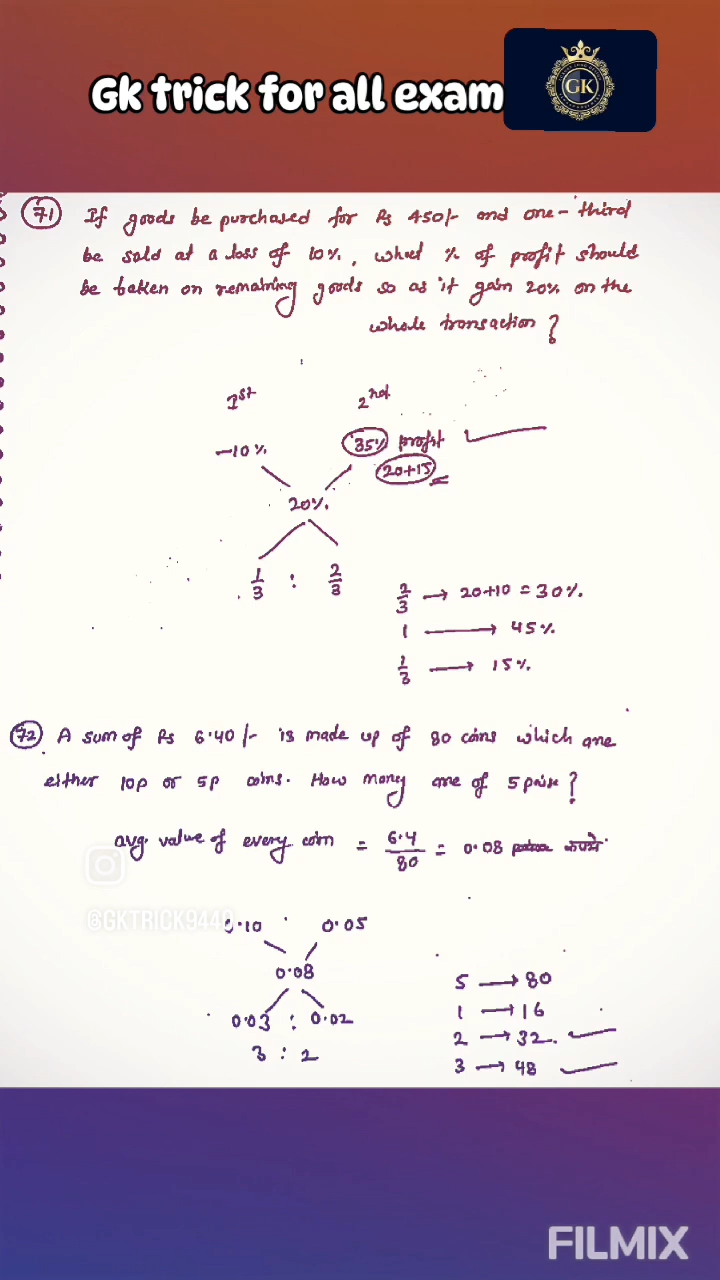 Gk trick for all exam
GK
71 If goods be purchased for Rs 450/- and one-third
be sold at a loss of 10%, what % of profit should
be taken on remaining goods so as it gain 20% on the
whole transaction?
1st 2nd
-10% 35% profit
20+15
20%
1/3 : 2/3
2/3 → 20+10 = 30%
1 → 45%
1/3 → 15%
72 A sum of Rs 6.40/- is made up of 80 coins which are
either 10p or 5p coins. How many are of 5 paise?
avg. value of every coin = 6.4/80 = 0.08 रूपये
@GKTRICK9440
0.10 0.05
0.08
0.03 : 0.02
3 : 2
5 → 80
1 → 16
2 → 32
3 → 48
FILMIX